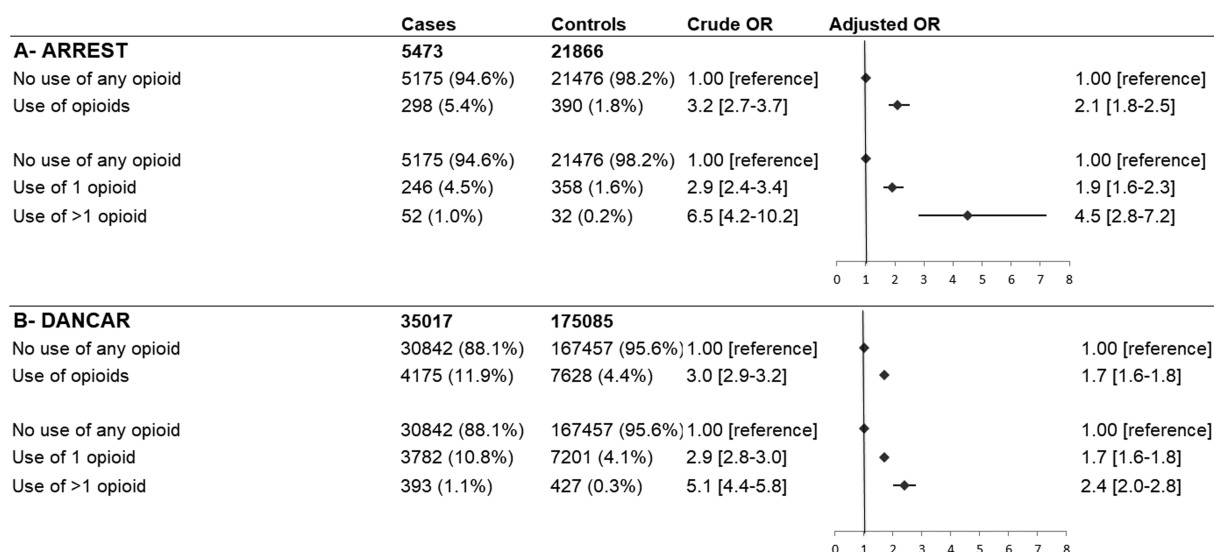 Cases Controls Crude OR Adjusted OR
A- ARREST 5473 21866
No use of any opioid 5175 (94.6%) 21476 (98.2%) 1.00 [reference] 1.00 [reference]
Use of opioids 298 (5.4%) 390 (1.8%) 3.2 [2.7-3.7] 2.1 [1.8-2.5]
No use of any opioid 5175 (94.6%) 21476 (98.2%) 1.00 [reference] 1.00 [reference]
Use of 1 opioid 246 (4.5%) 358 (1.6%) 2.9 [2.4-3.4] 1.9 [1.6-2.3]
Use of >1 opioid 52 (1.0%) 32 (0.2%) 6.5 [4.2-10.2] 4.5 [2.8-7.2]
0 1 2 3 4 5 6 7 8
B- DANCAR 35017 175085
No use of any opioid 30842 (88.1%) 167457 (95.6%) 1.00 [reference] 1.00 [reference]
Use of opioids 4175 (11.9%) 7628 (4.4%) 3.0 [2.9-3.2] 1.7 [1.6-1.8]
No use of any opioid 30842 (88.1%) 167457 (95.6%) 1.00 [reference] 1.00 [reference]
Use of 1 opioid 3782 (10.8%) 7201 (4.1%) 2.9 [2.8-3.0] 1.7 [1.6-1.8]
Use of >1 opioid 393 (1.1%) 427 (0.3%) 5.1 [4.4-5.8] 2.4 [2.0-2.8]
0 1 2 3 4 5 6 7 8